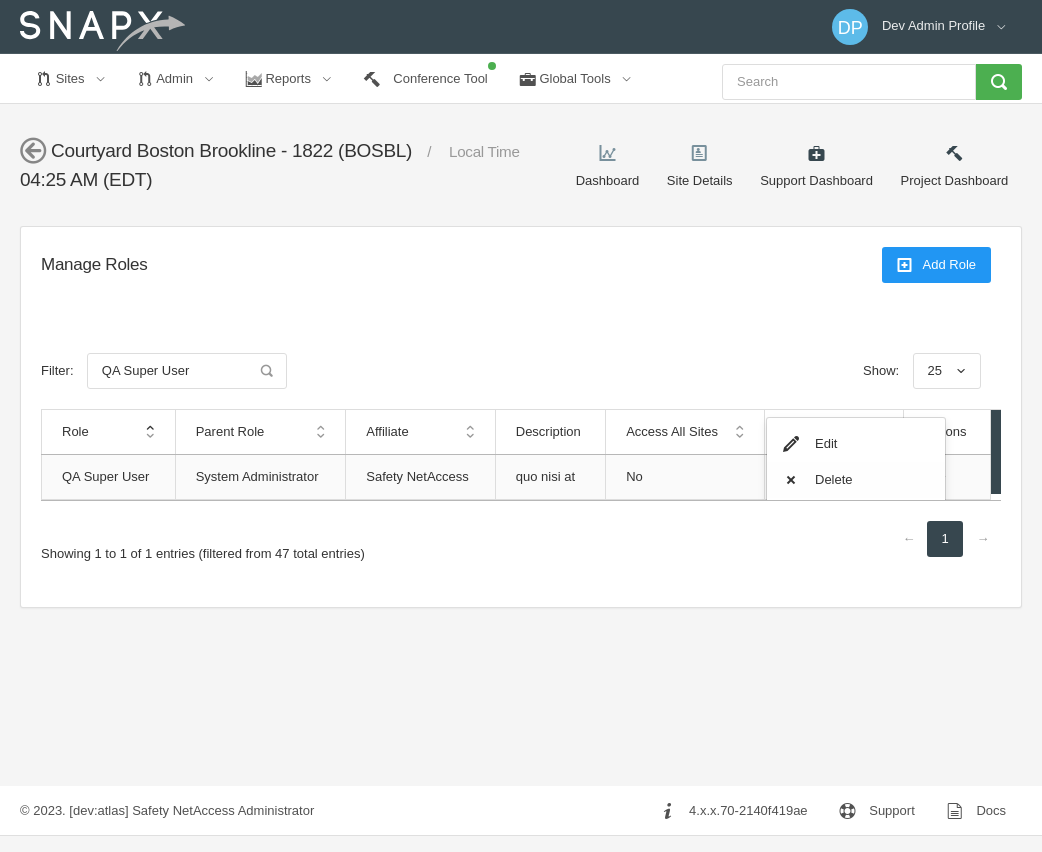 SNAPX
DP Dev Admin Profile
Sites Admin Reports Conference Tool Global Tools Search
Courtyard Boston Brookline - 1822 (BOSBL) / Local Time
04:25 AM (EDT)
Dashboard Site Details Support Dashboard Project Dashboard
Manage Roles Add Role
Filter: QA Super User Show: 25
Role Parent Role Affiliate Description Access All Sites ons
Edit
QA Super User System Administrator Safety NetAccess quo nisi at No Delete
← 1 →
Showing 1 to 1 of 1 entries (filtered from 47 total entries)
© 2023. [dev:atlas] Safety NetAccess Administrator 4.x.x.70-2140f419ae Support Docs